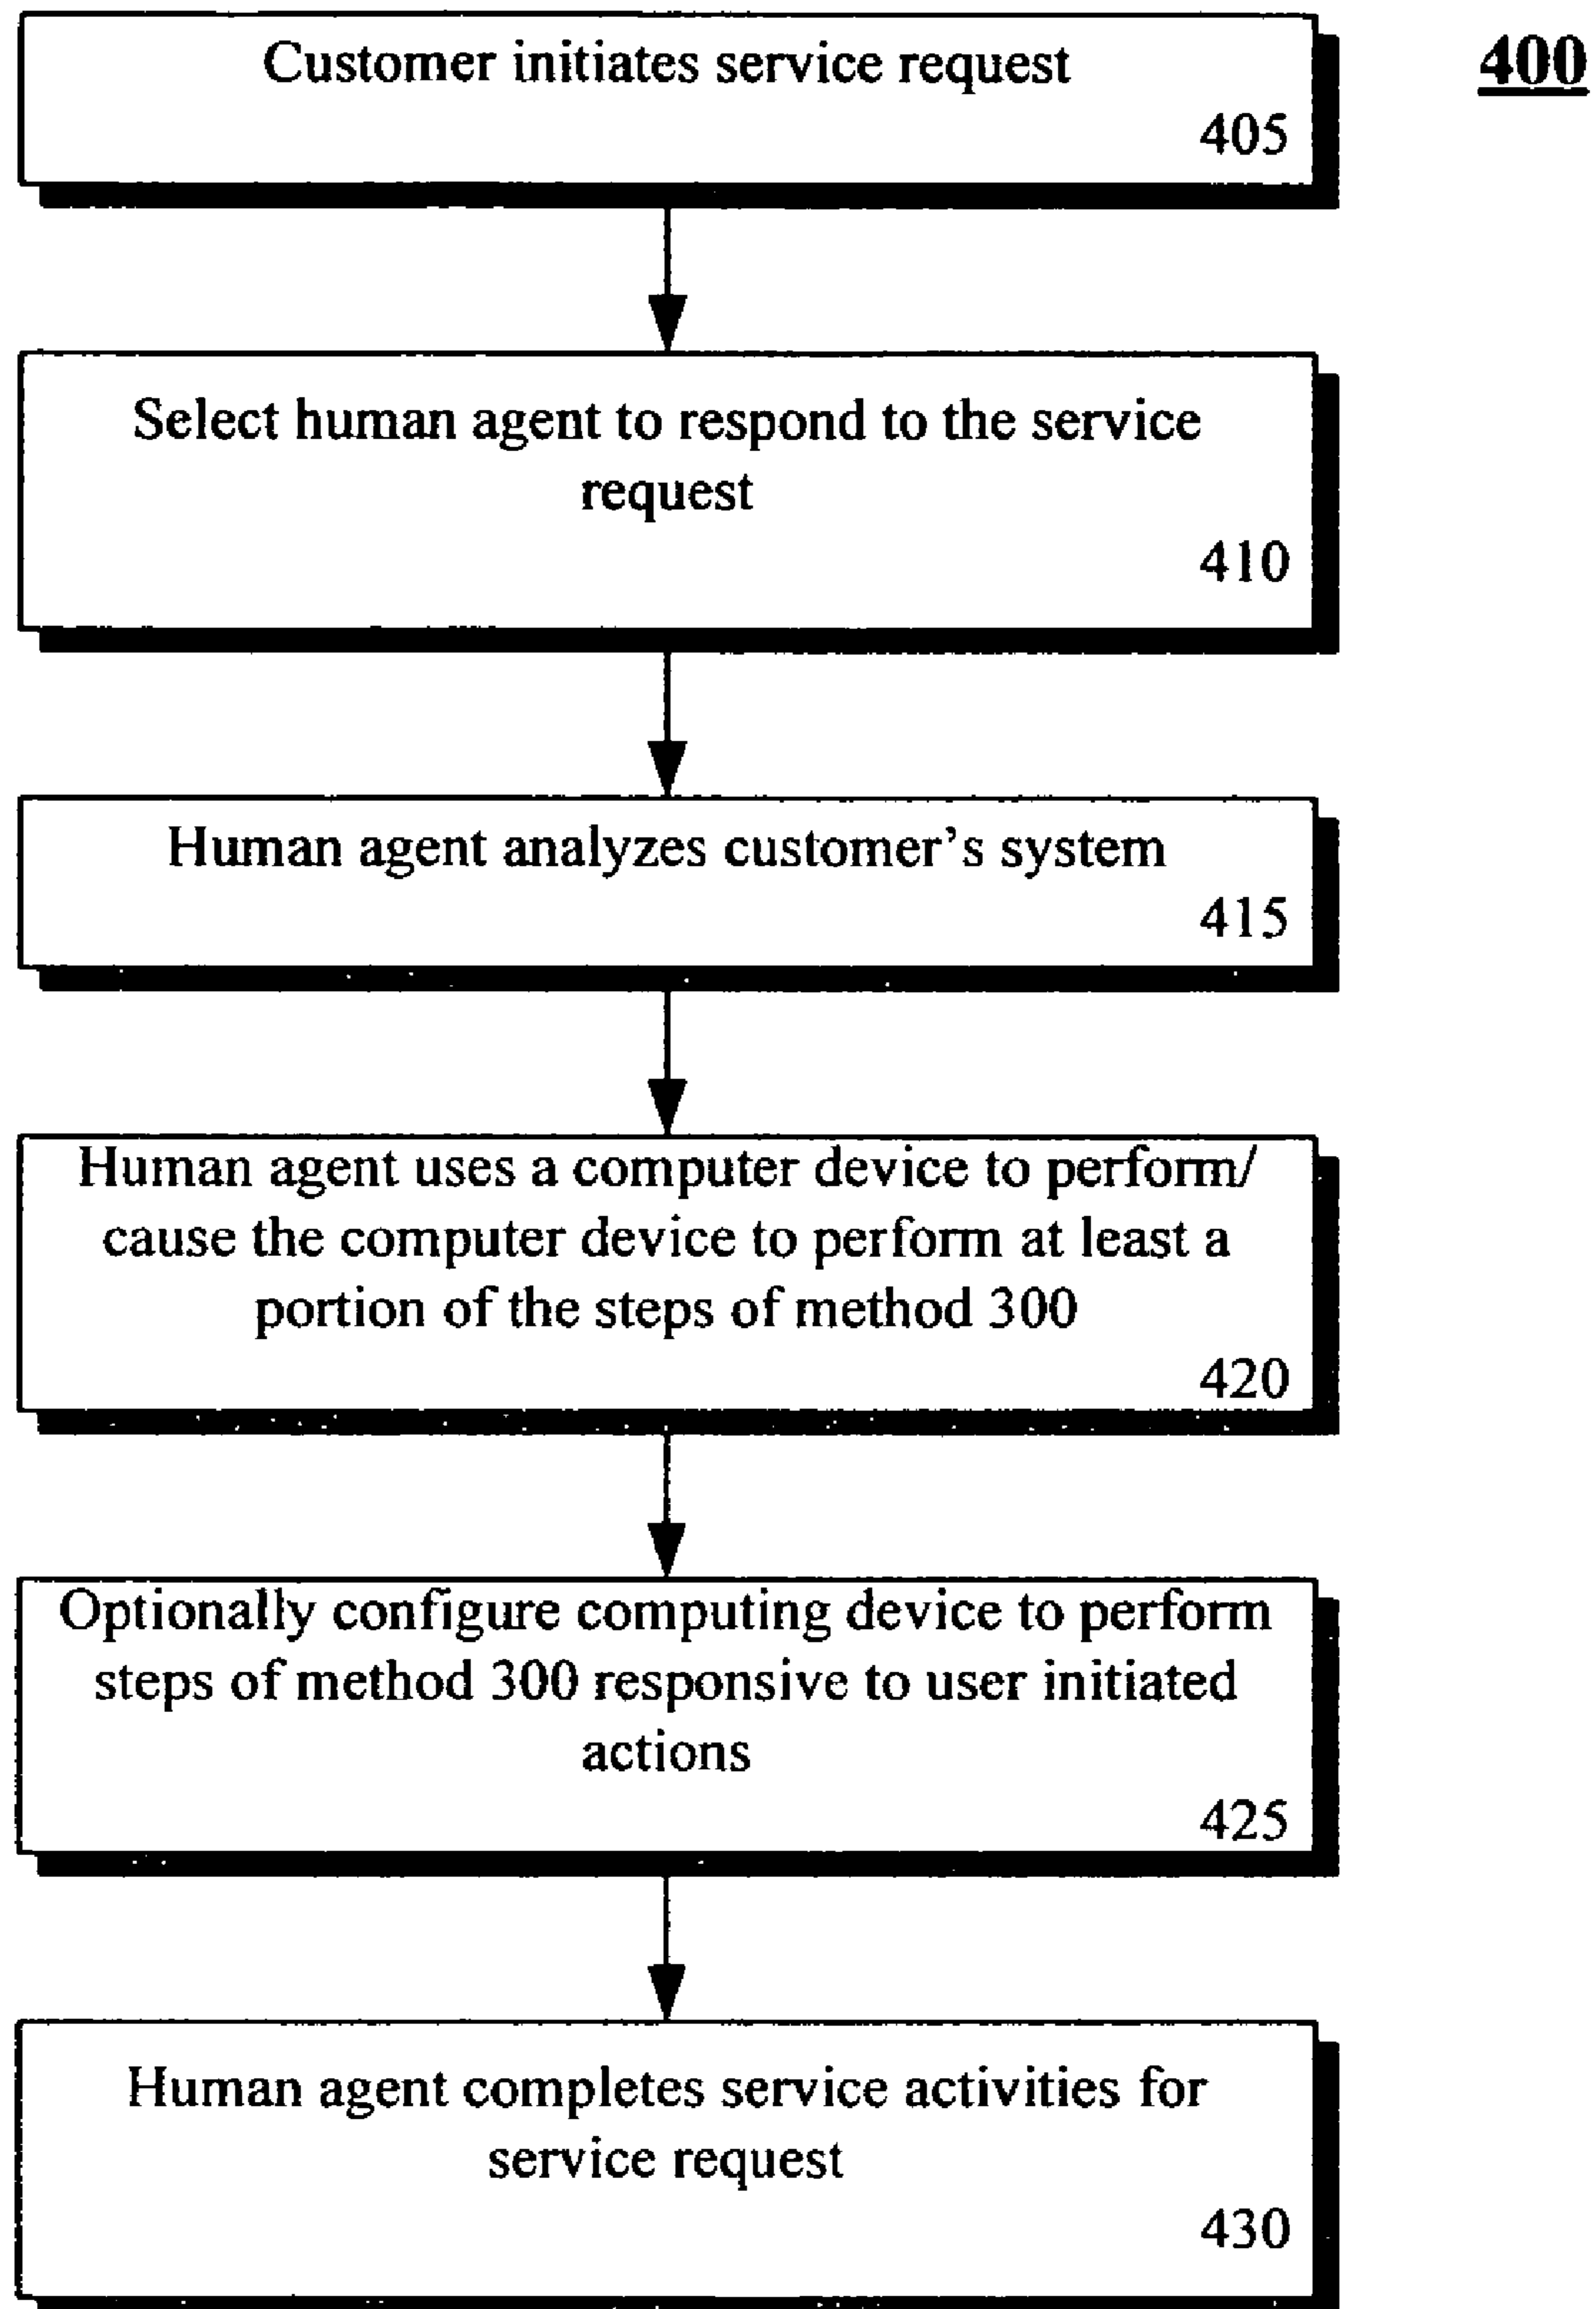 Customer initiates service request
400
405
Select human agent to respond to the service
request
410
Human agent analyzes customer's system
415
Human agent uses a computer device to perform/
cause the computer device to perform at least a
portion of the steps of method 300
420
Optionally configure computing device to perform
steps of method 300 responsive to user initiated
actions
425
Human agent completes service activities for
service request
430